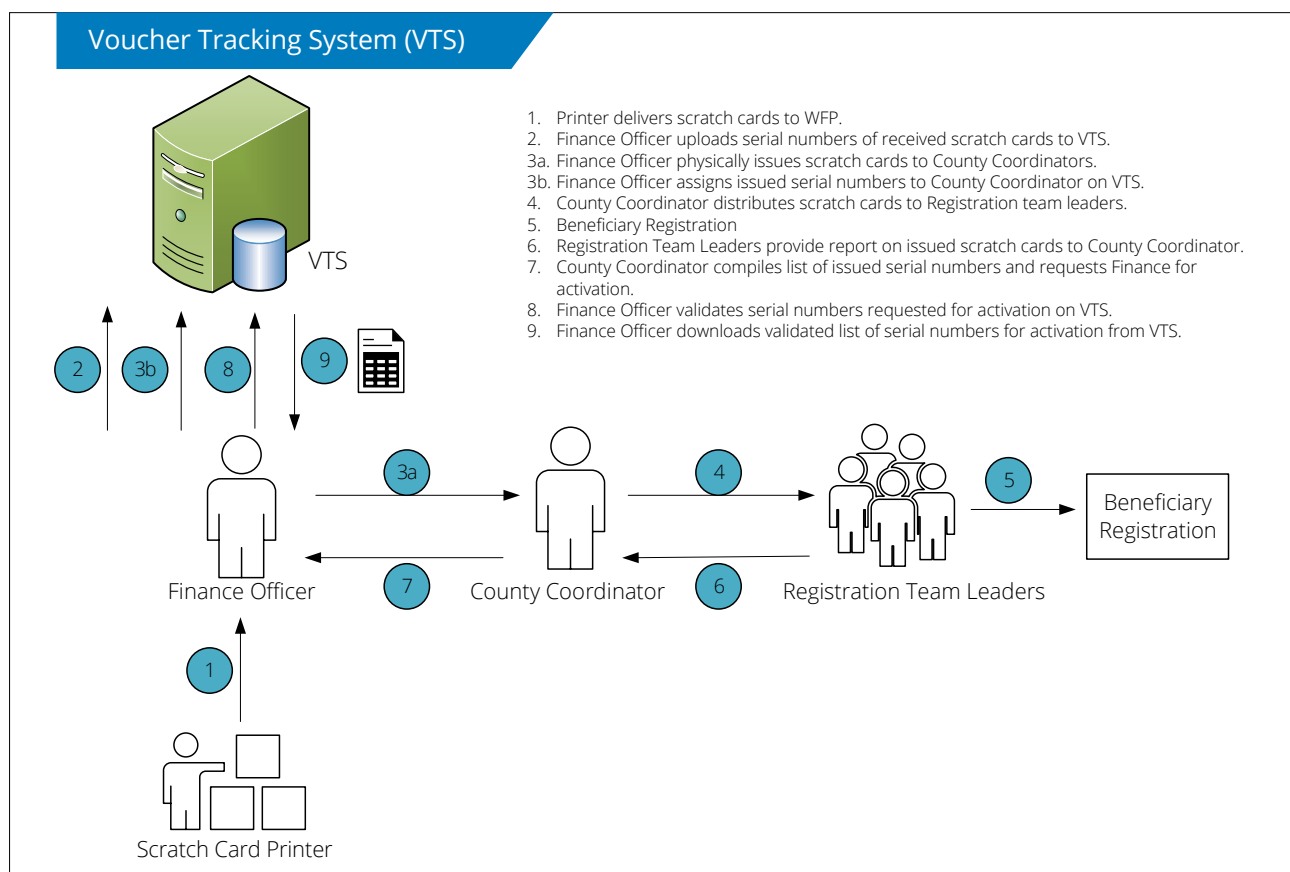 Voucher Tracking System (VTS)
1. Printer delivers scratch cards to WFP.
2. Finance Officer uploads serial numbers of received scratch cards to VTS.
3a. Finance Officer physically issues scratch cards to County Coordinators.
3b. Finance Officer assigns issued serial numbers to County Coordinator on VTS.
4. County Coordinator distributes scratch cards to Registration team leaders.
5. Beneficiary Registration
6. Registration Team Leaders provide report on issued scratch cards to County Coordinator.
7. County Coordinator compiles list of issued serial numbers and requests Finance for
activation.
8. Finance Officer validates serial numbers requested for activation on VTS.
9. Finance Officer downloads validated list of serial numbers for activation from VTS.
VTS
2
3b
8
9
3a
4
5
Beneficiary
Registration
7
6
Finance Officer
County Coordinator
Registration Team Leaders
1
Scratch Card Printer